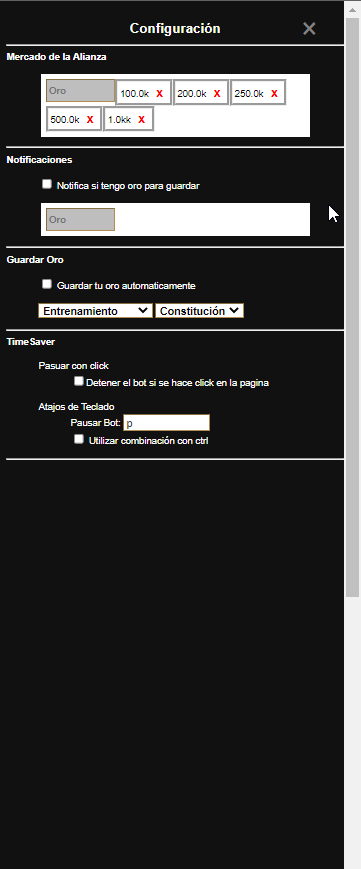 Configuración ×
Mercado de la Alianza
Oro 100.0k x 200.0k x 250.0k x
500.0k x 1.0kk x
Notificaciones
Notifica si tengo oro para guardar
Oro
Guardar Oro
Guardar tu oro automaticamente
Entrenamiento Constitución
TimeSaver
Pasuar con click
Detener el bot si se hace click en la pagina
Atajos de Teclado
Pausar Bot: p
Utilizar combinación con ctrl